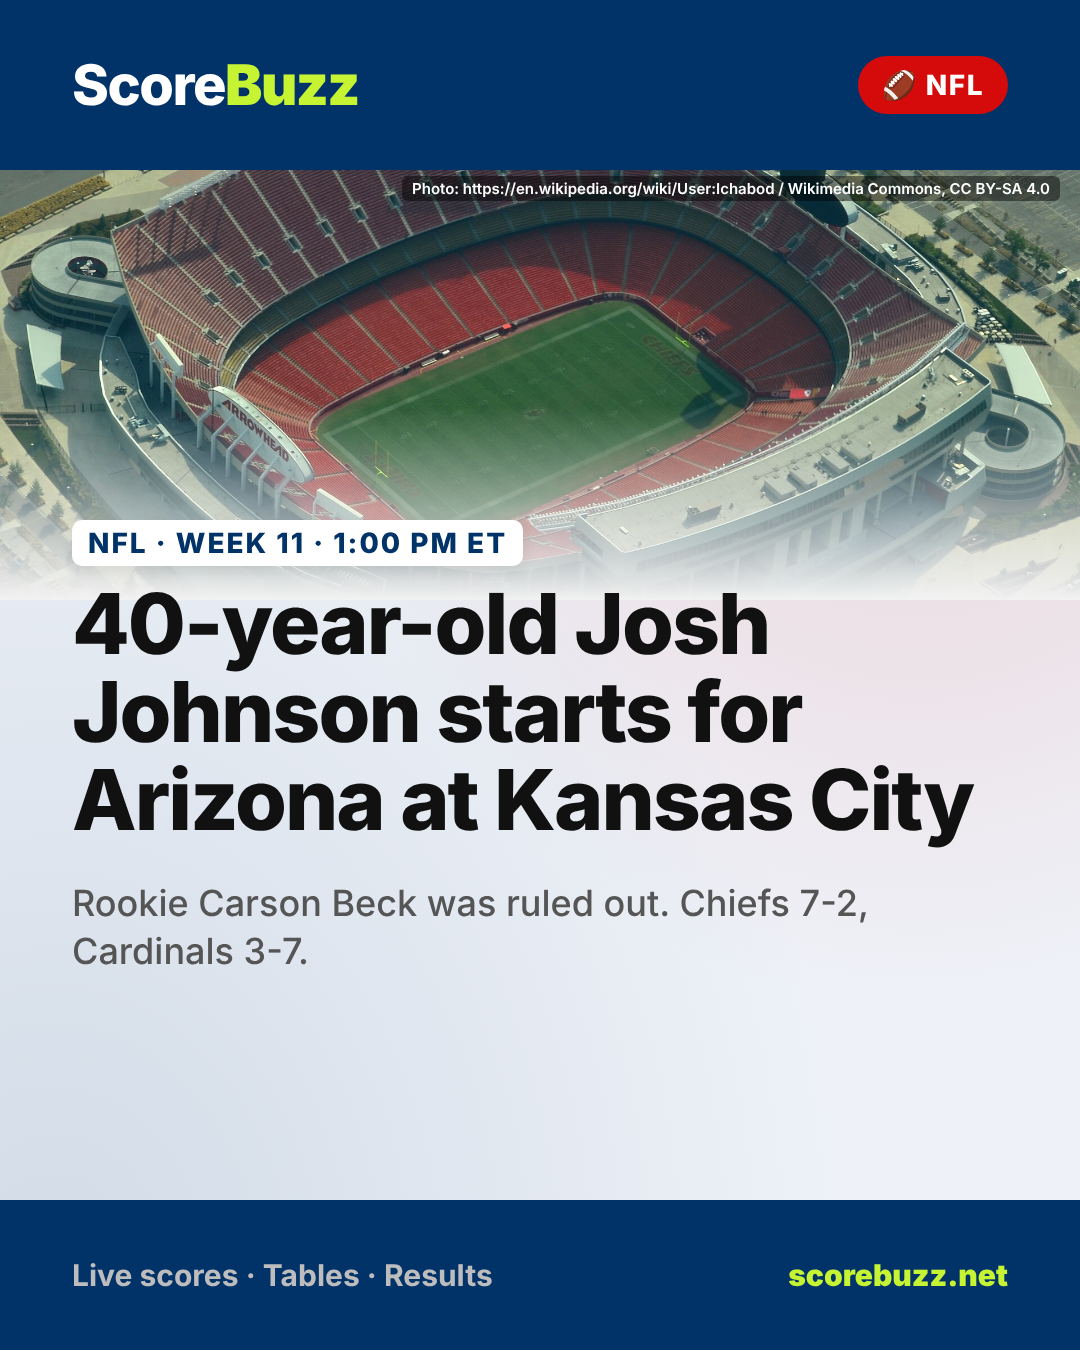 ScoreBuzz
🏈 NFL
Photo: https://en.wikipedia.org/wiki/User:Ichabod / Wikimedia Commons, CC BY-SA 4.0
CHIEFS
ARROWHEAD
NFL · WEEK 11 · 1:00 PM ET
40-year-old Josh
Johnson starts for
Arizona at Kansas City
Rookie Carson Beck was ruled out. Chiefs 7-2,
Cardinals 3-7.
Live scores · Tables · Results
scorebuzz.net